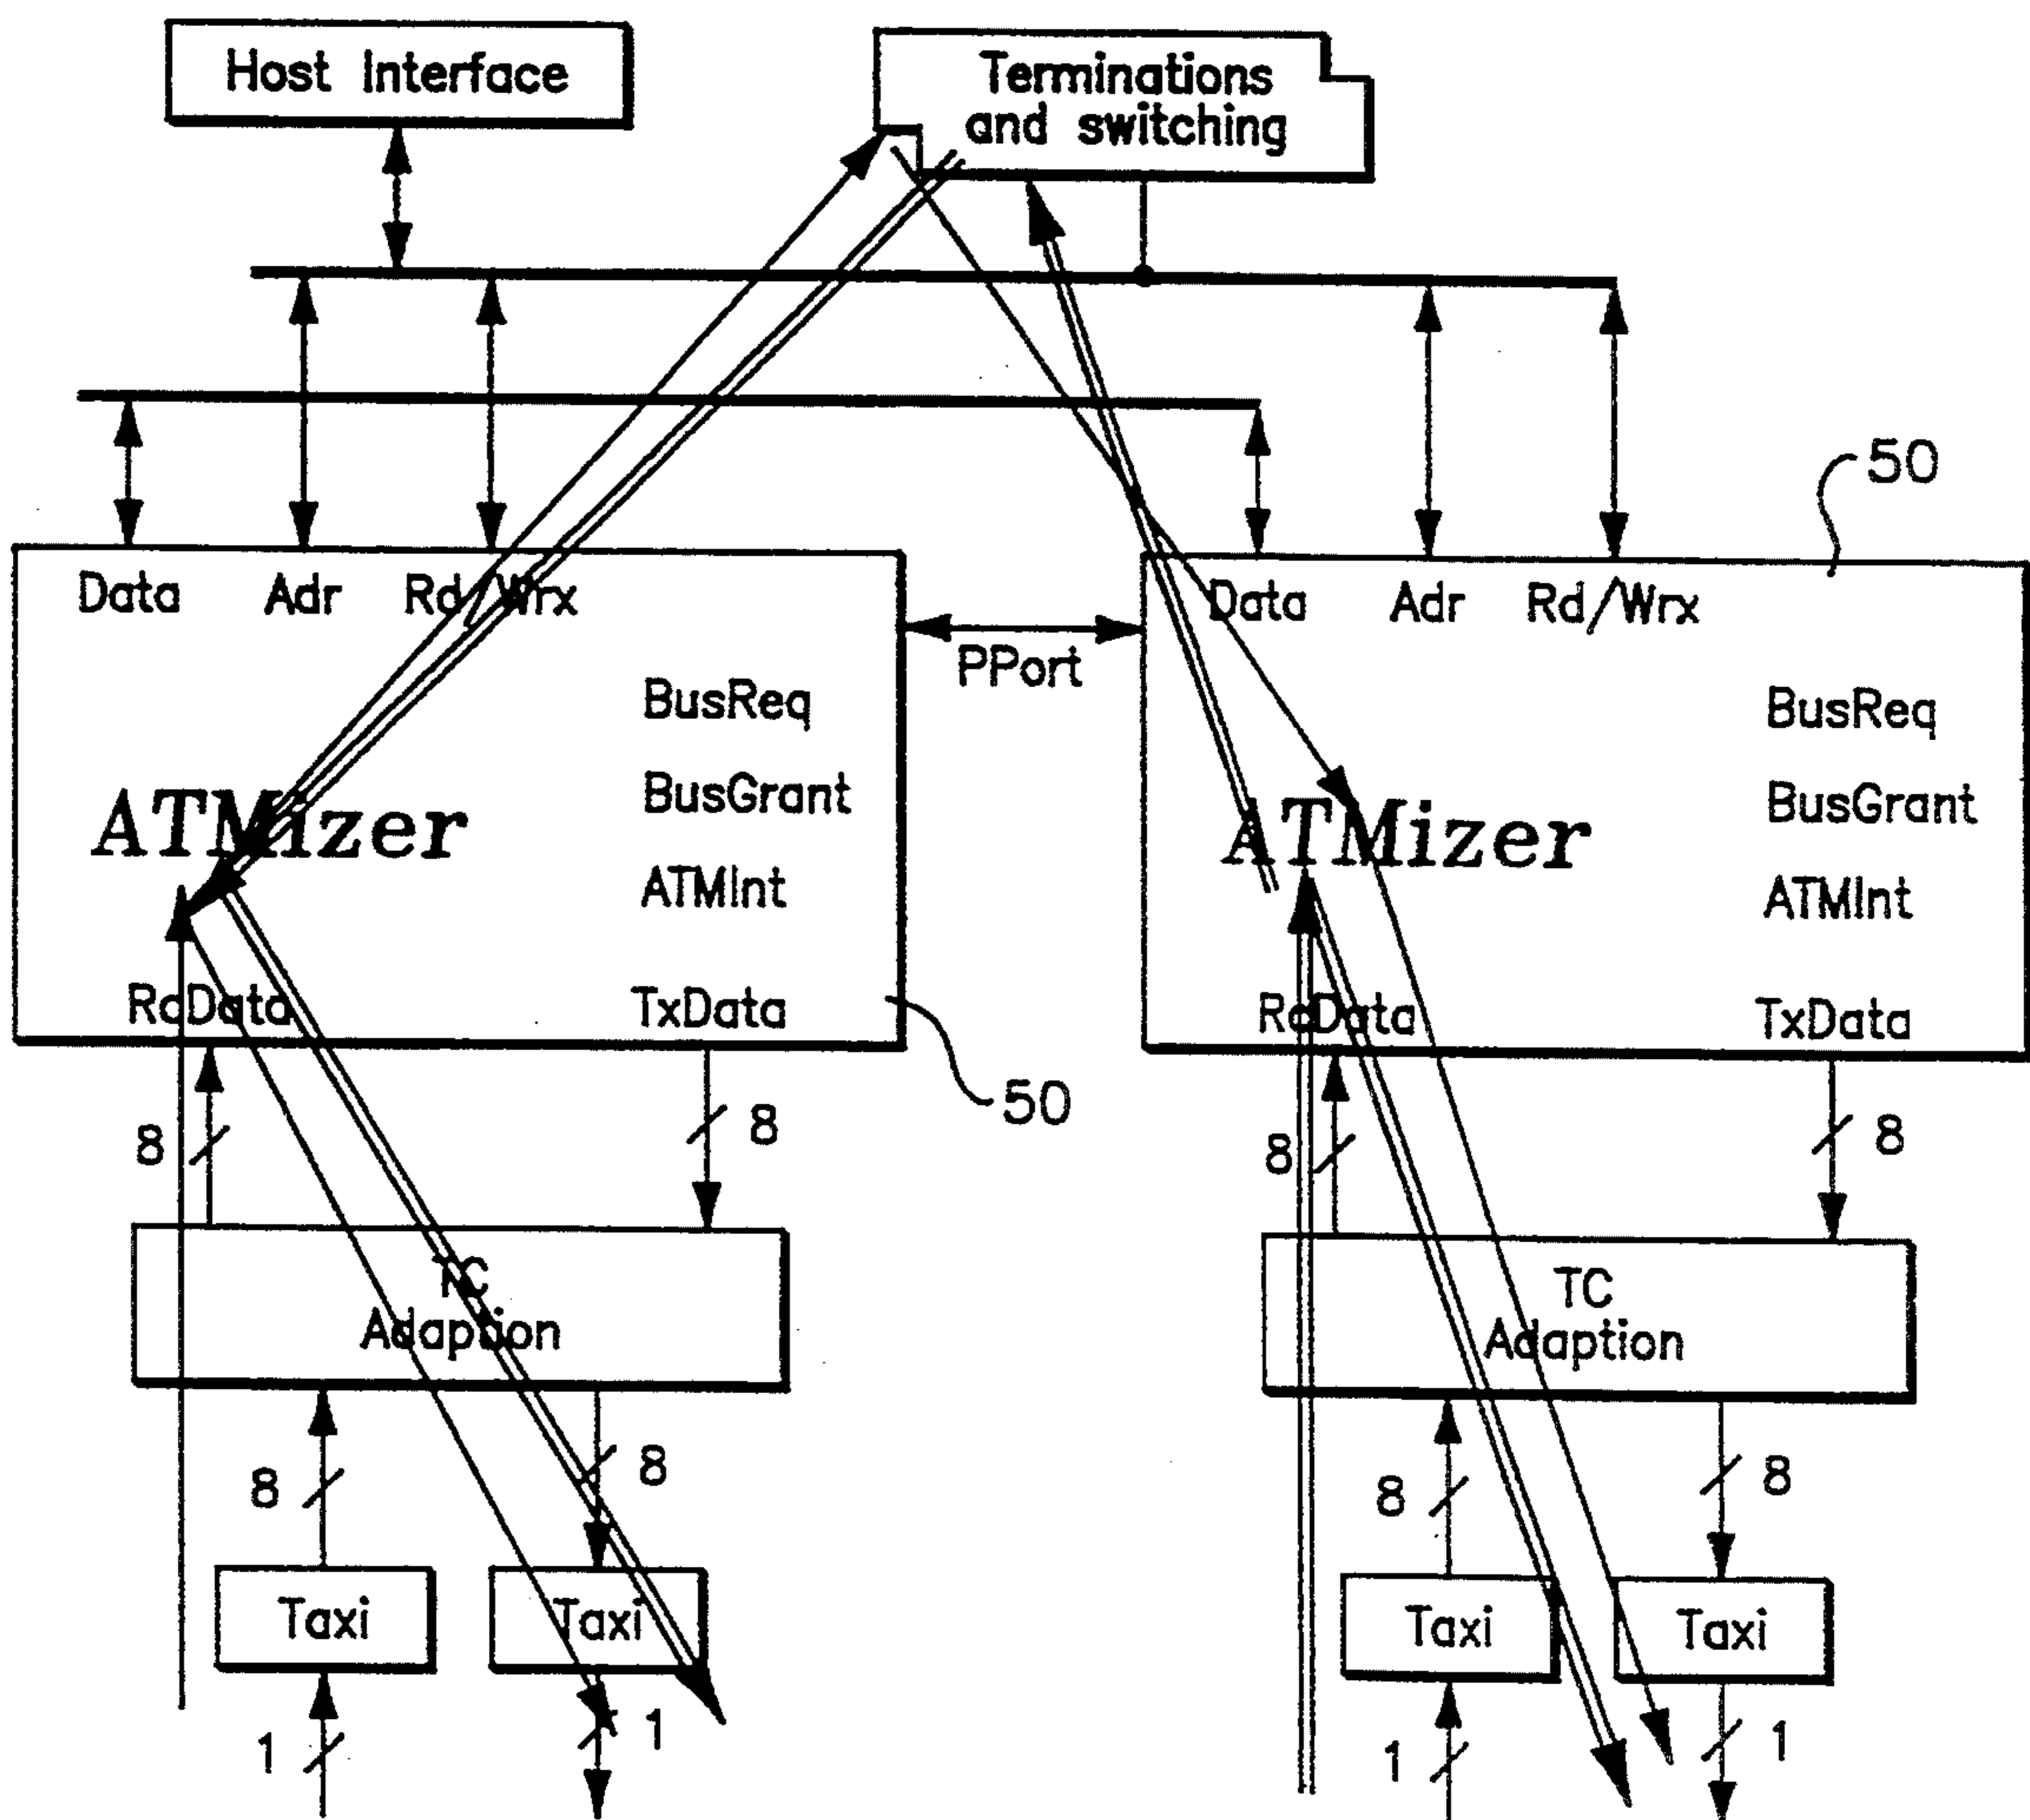 Host Interface
Terminations
and switching
50
Data Adr Rd/Wrx
Data Adr Rd/Wrx
PPort
BusReq
BusReq
BusGrant
BusGrant
ATMizer
ATMizer
ATMInt
ATMInt
RcData TxData
RcData TxData
50
8 8
8 8
TC
Adaption
TC
Adaption
8 8
8 8
Taxi Taxi
Taxi Taxi
1 1
1 1